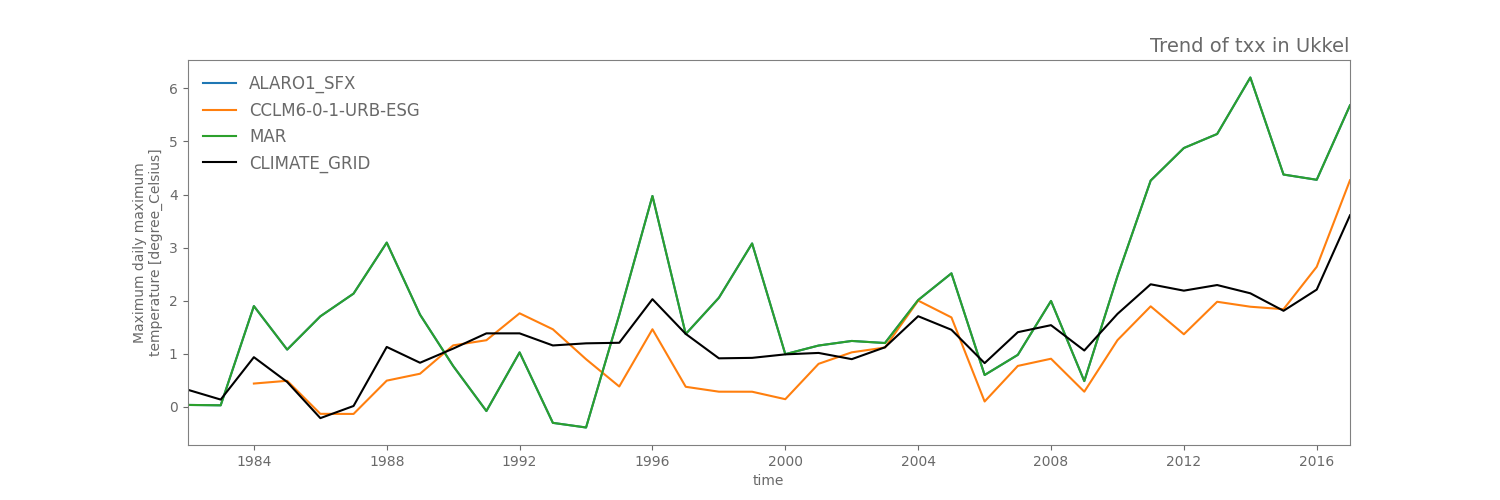 Trend of txx in Ukkel
ALARO1_SFX
CCLM6-0-1-URB-ESG
MAR
CLIMATE_GRID
Maximum daily maximum
temperature [degree_Celsius]
6
5
4
3
2
1
0
1984 1988 1992 1996 2000 2004 2008 2012 2016
time